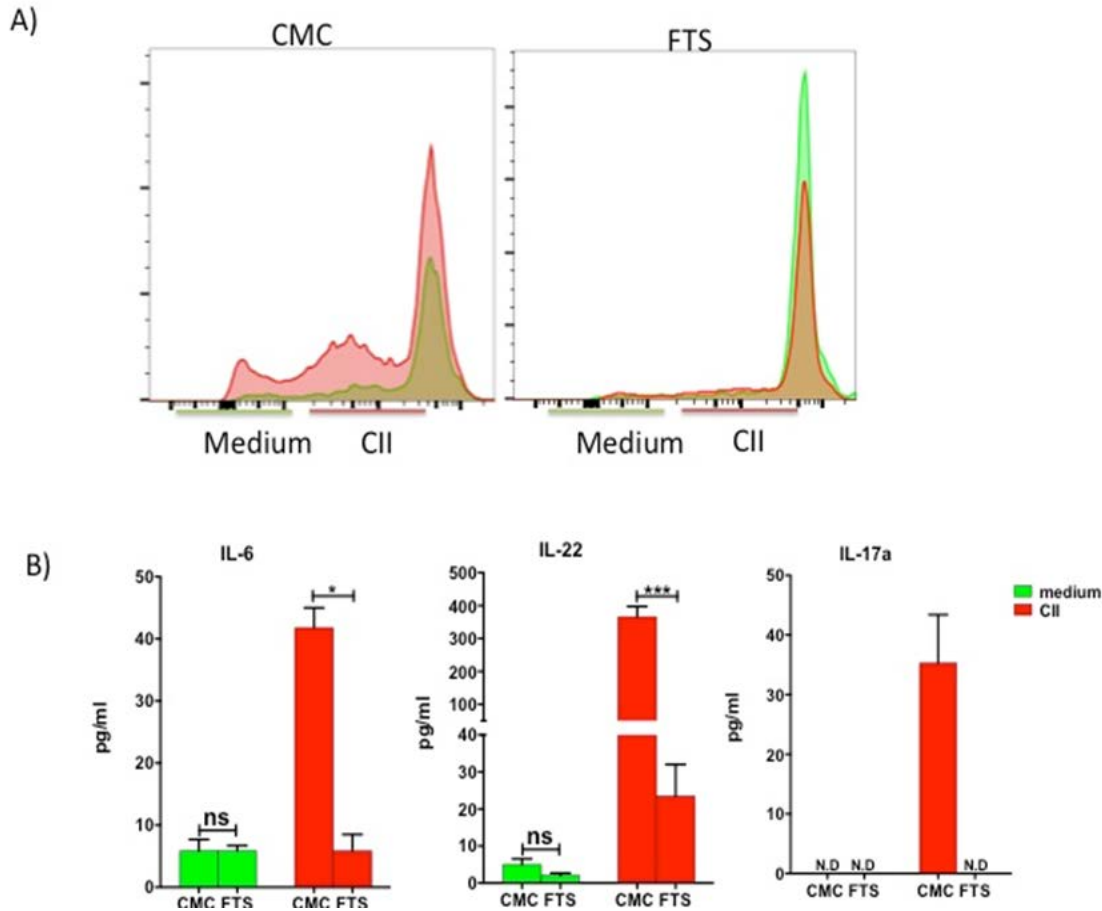 A)
CMC
FTS
Medium CII
Medium CII
B)
IL-6
pg/ml
50
40
30
20
10
0
ns
*
CMC FTS CMC FTS
IL-22
pg/ml
500
400
300
200
100
40
30
20
10
0
ns
***
CMC FTS CMC FTS
IL-17a
pg/ml
50
40
30
20
10
0
N.D N.D N.D
CMC FTS CMC FTS
medium
CII